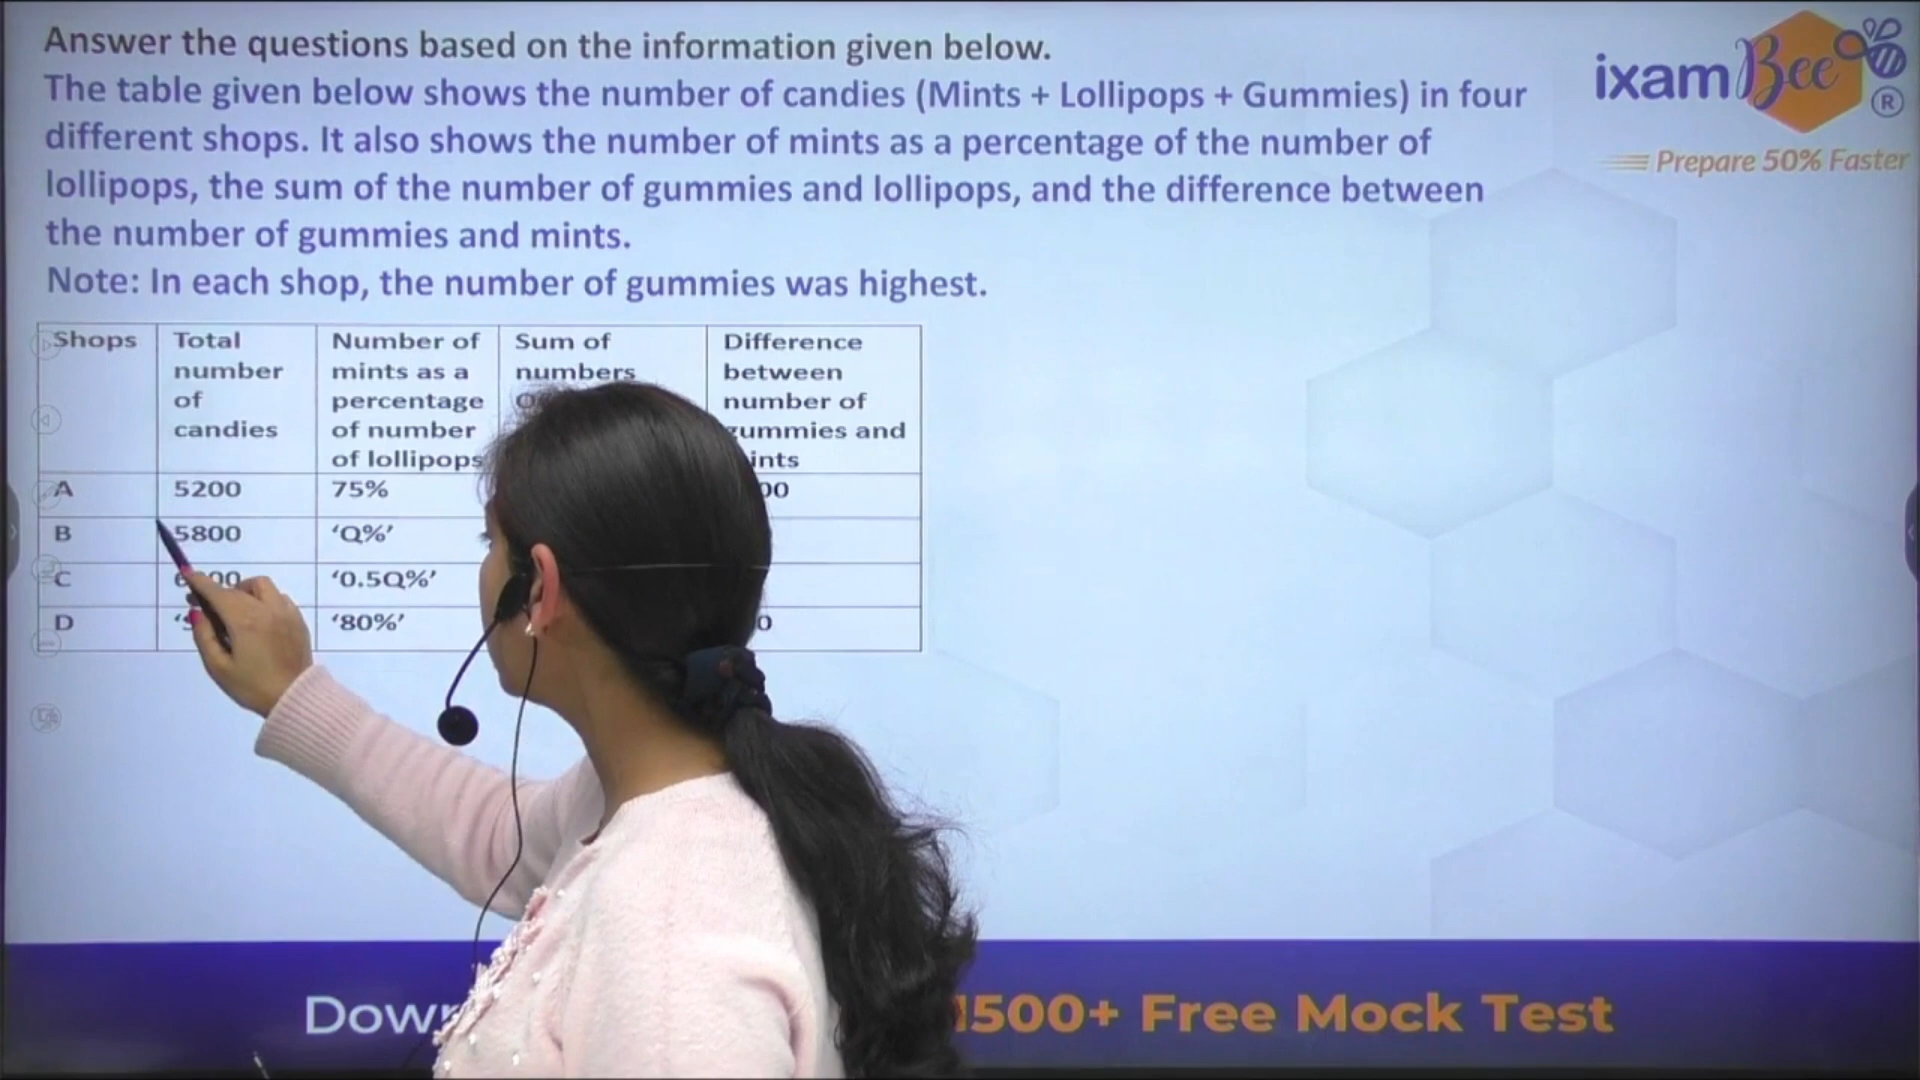 Answer the questions based on the information given below.
The table given below shows the number of candies (Mints + Lollipops + Gummies) in four
different shops. It also shows the number of mints as a percentage of the number of
lollipops, the sum of the number of gummies and lollipops, and the difference between
the number of gummies and mints.
Note: In each shop, the number of gummies was highest.
ixamBee
®
Prepare 50% Faster
Shops
Total
number
of
candies
Number of
mints as a
percentage
of number
of lollipops
Sum of
numbers
Difference
between
number of
gummies and
A 5200 75%
B 5800 ‘Q%’
C ‘0.5Q%’
D ‘80%’
1500+ Free Mock Test